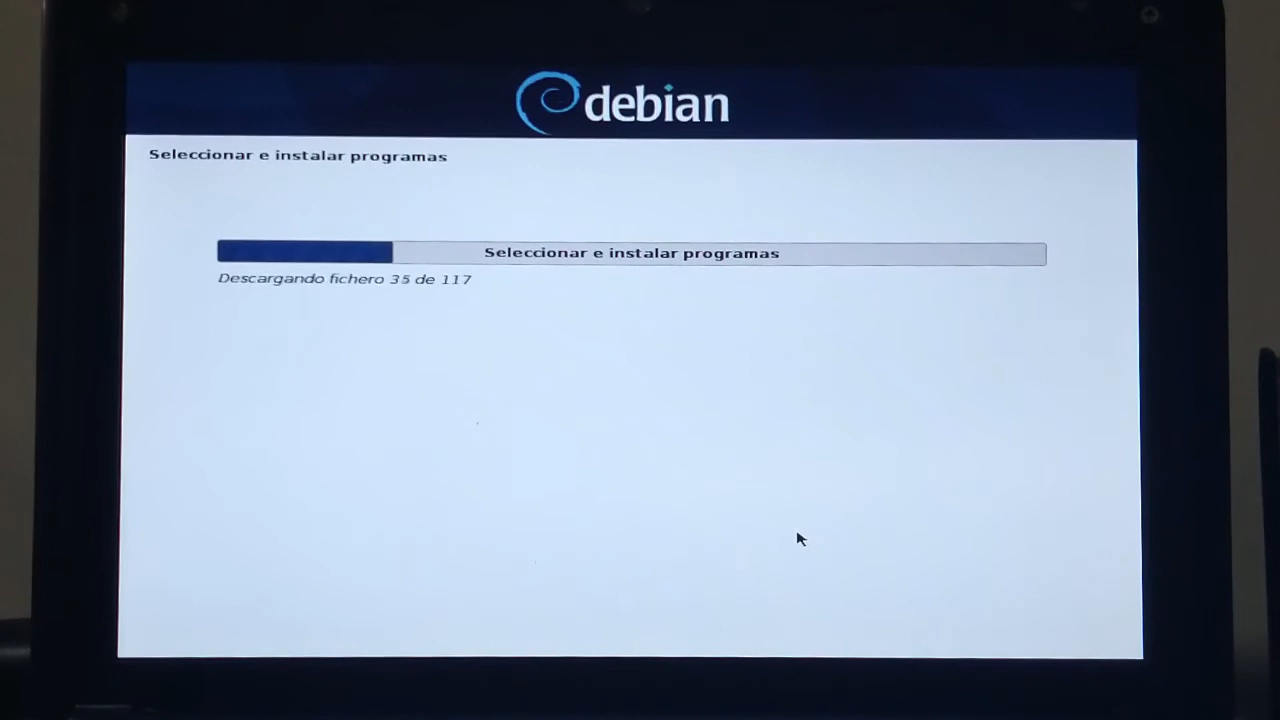 debian
Seleccionar e instalar programas
Seleccionar e instalar programas
Descargando fichero 35 de 117